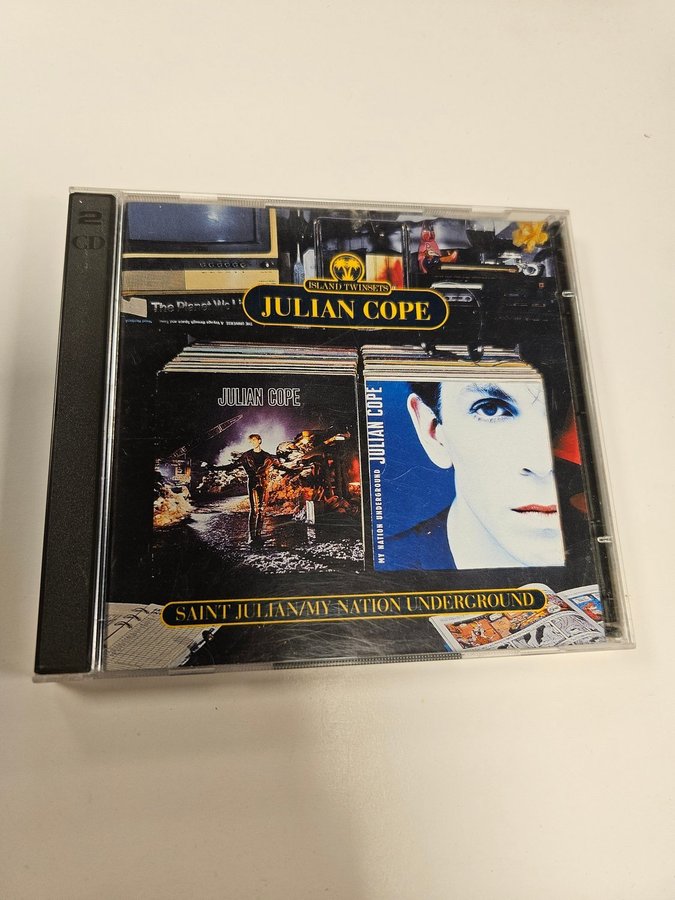 2
CD
The Planet We Li
ISLAND TWINSETS
JULIAN COPE
JULIAN COPE
JULIAN COPE
MY NATION UNDERGROUND
SAINT JULIAN/MY NATION UNDERGROUND